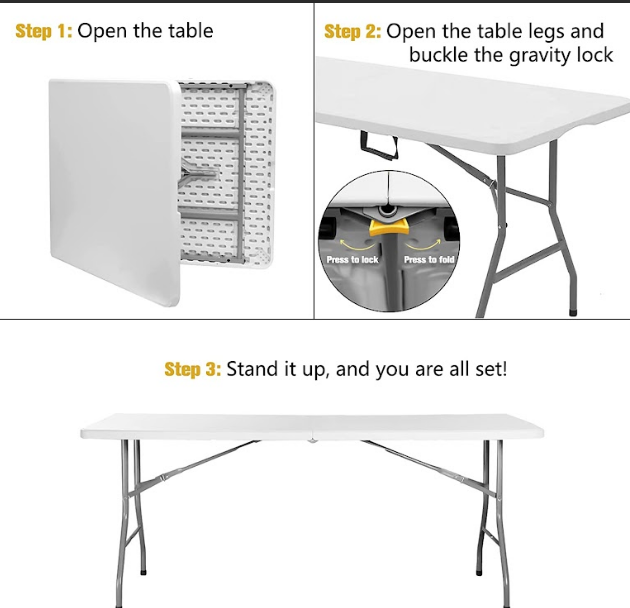 Step 1: Open the table
Step 2: Open the table legs and
buckle the gravity lock
Press to lock
Press to fold
Step 3: Stand it up, and you are all set!